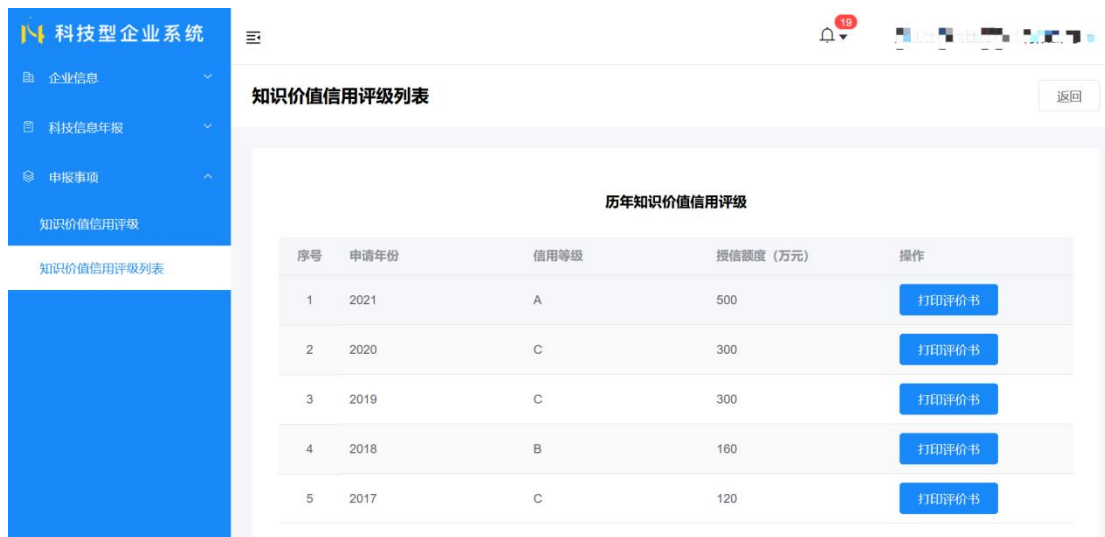 科技型企业系统
19
企业信息
科技信息年报
申报事项
知识价值信用评级
知识价值信用评级列表
知识价值信用评级列表
返回
历年知识价值信用评级
序号 申请年份 信用等级 授信额度（万元） 操作
1 2021 A 500 打印评价书
2 2020 C 300 打印评价书
3 2019 C 300 打印评价书
4 2018 B 160 打印评价书
5 2017 C 120 打印评价书